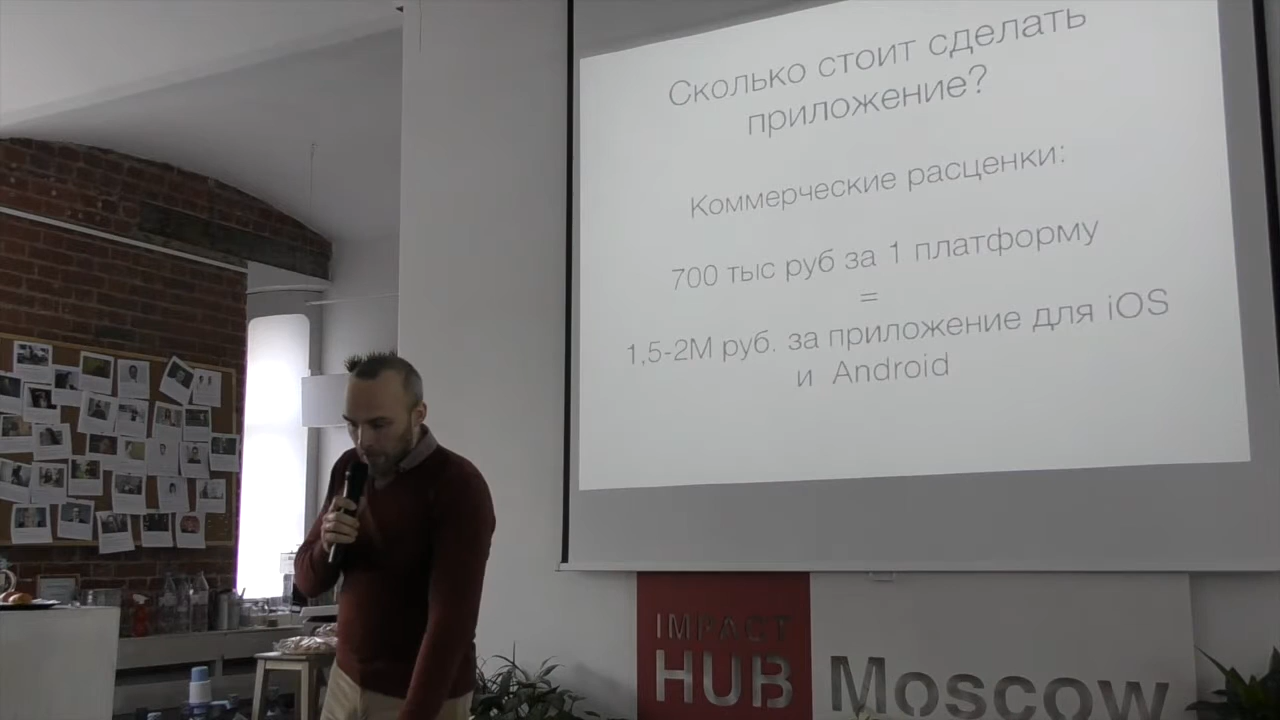 Сколько стоит сделать
приложение?
Коммерческие расценки:
700 тыс руб за 1 платформу
=
1,5-2М руб. за приложение для iOS
и Android
IMPACT
HUB Moscow